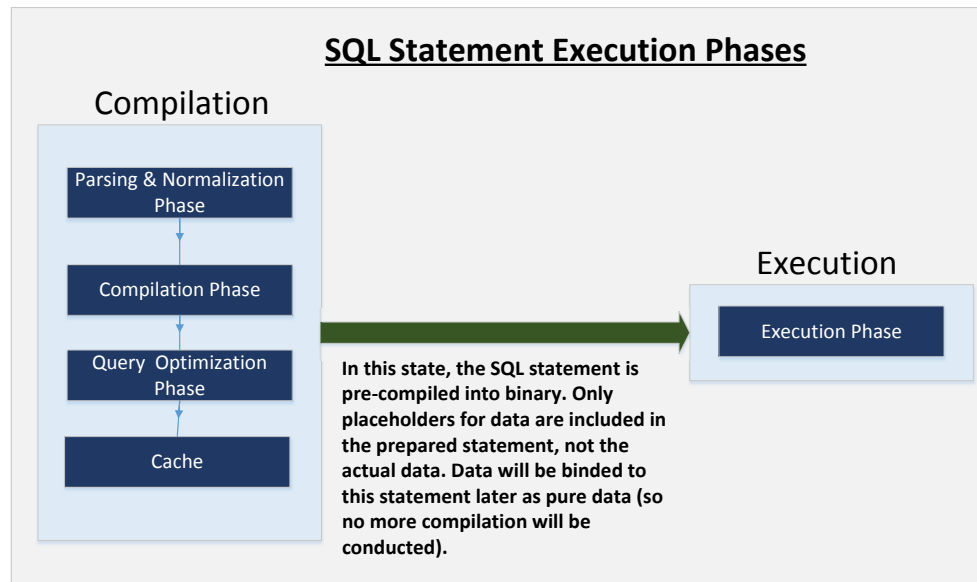 SQL Statement Execution Phases
Compilation
Parsing & Normalization
Phase
Compilation Phase
Query Optimization
Phase
Cache
In this state, the SQL statement is
pre-compiled into binary. Only
placeholders for data are included in
the prepared statement, not the
actual data. Data will be binded to
this statement later as pure data (so
no more compilation will be
conducted).
Execution
Execution Phase